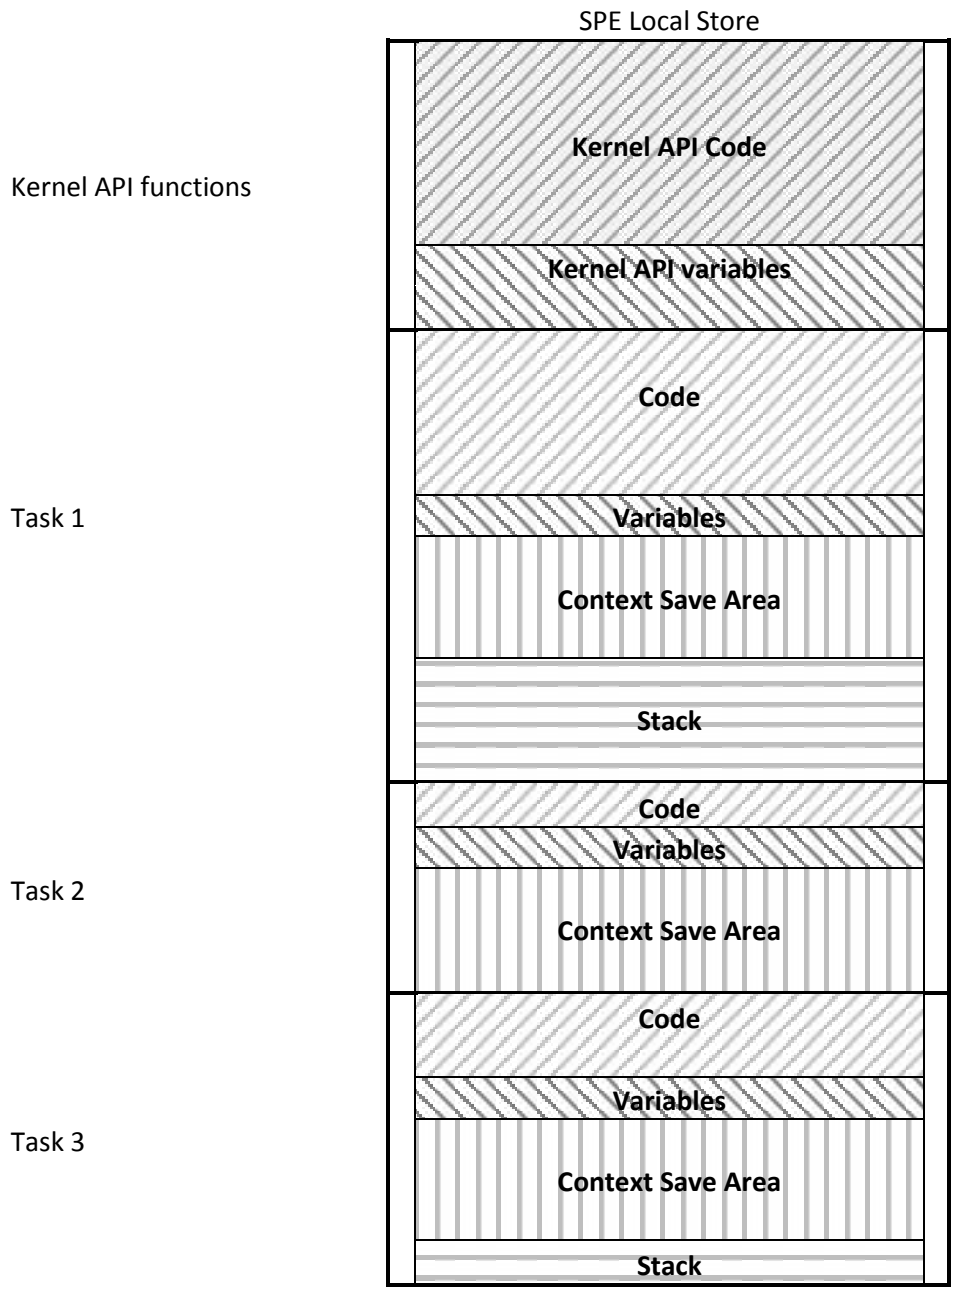 SPE Local Store
Kernel API Code
Kernel API functions
Kernel API variables
Code
Task 1
Variables
Context Save Area
Stack
Code
Variables
Task 2
Context Save Area
Code
Variables
Task 3
Context Save Area
Stack